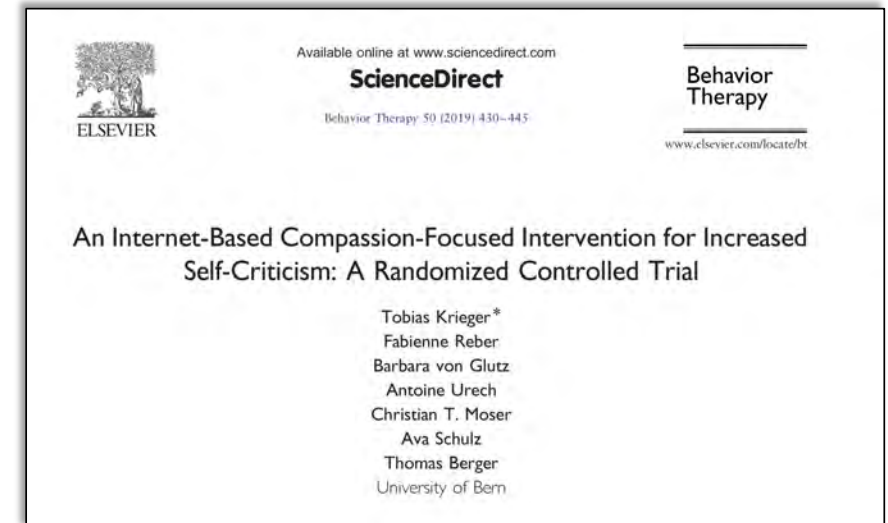 ELSEVIER
Available online at www.sciencedirect.com
ScienceDirect
Behavior Therapy 50 (2019) 430–445
Behavior
Therapy
www.elsevier.com/locate/bt
An Internet-Based Compassion-Focused Intervention for Increased
Self-Criticism: A Randomized Controlled Trial
Tobias Krieger*
Fabienne Reber
Barbara von Glutz
Antoine Urech
Christian T. Moser
Ava Schulz
Thomas Berger
University of Bern